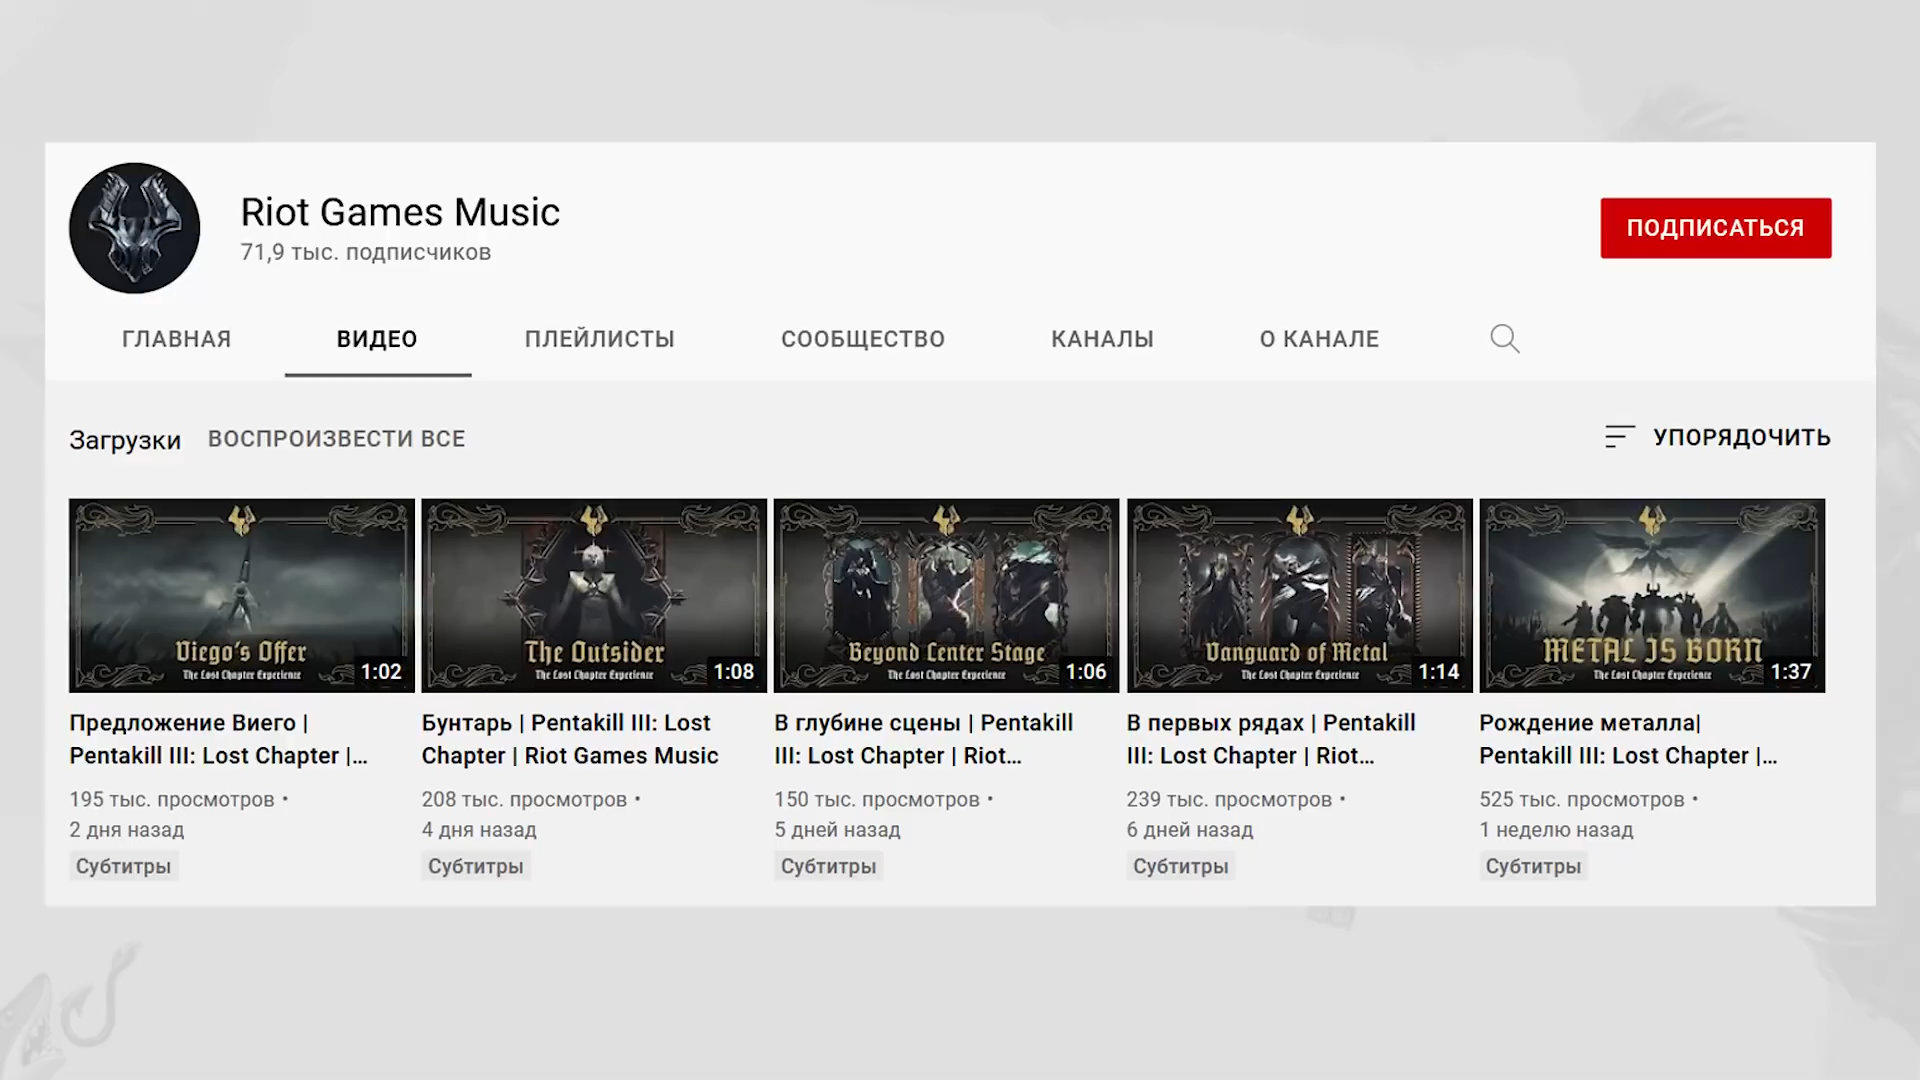 Riot Games Music
71,9 тыс. подписчиков
ПОДПИСАТЬСЯ
ГЛАВНАЯ ВИДЕО ПЛЕЙЛИСТЫ СООБЩЕСТВО КАНАЛЫ О КАНАЛЕ
Загрузки ВОСПРОИЗВЕСТИ ВСЕ УПОРЯДОЧИТЬ
Viego's Offer
The Lost Chapter Experience
1:02
Предложение Виего |
Pentakill III: Lost Chapter |...
195 тыс. просмотров •
2 дня назад
Субтитры
The Outsider
The Lost Chapter Experience
1:08
Бунтарь | Pentakill III: Lost
Chapter | Riot Games Music
208 тыс. просмотров •
4 дня назад
Субтитры
Beyond Center Stage
The Lost Chapter Experience
1:06
В глубине сцены | Pentakill
III: Lost Chapter | Riot...
150 тыс. просмотров •
5 дней назад
Субтитры
Vanguard of Metal
The Lost Chapter Experience
1:14
В первых рядах | Pentakill
III: Lost Chapter | Riot...
239 тыс. просмотров •
6 дней назад
Субтитры
METAL IS BORN
The Lost Chapter Experience
1:37
Рождение металла|
Pentakill III: Lost Chapter |...
525 тыс. просмотров •
1 неделю назад
Субтитры